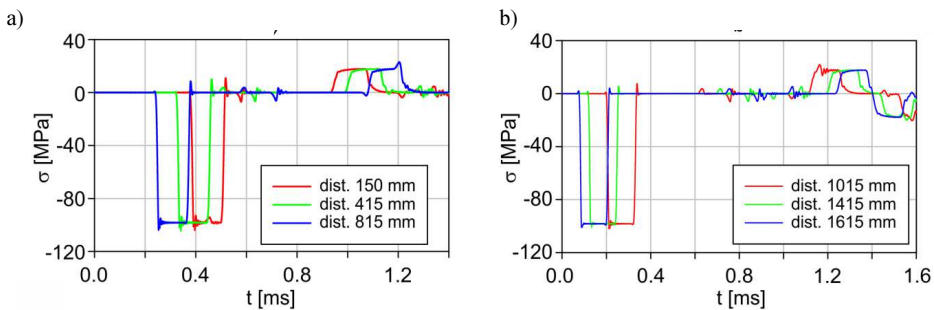 a)
40
0
-40
-80
-120
σ [MPa]
dist. 150 mm
dist. 415 mm
dist. 815 mm
0.0 0.4 0.8 1.2
t [ms]
b)
40
0
-40
-80
-120
σ [MPa]
dist. 1015 mm
dist. 1415 mm
dist. 1615 mm
0.0 0.4 0.8 1.2 1.6
t [ms]